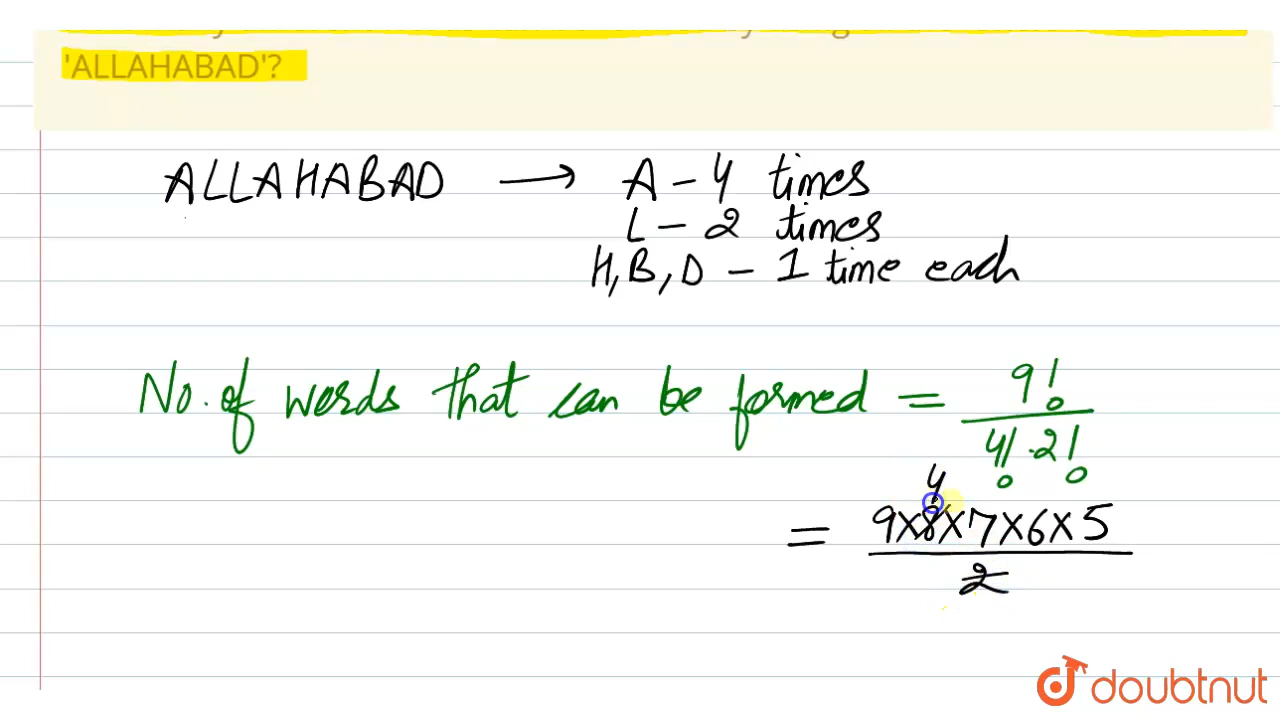 'ALLAHABAD'?
ALLAHABAD → A – 4 times
L – 2 times
H, B, D – 1 time each
No. of words that can be formed = 9! / 4! . 2!
4
= 9 × 8 × 7 × 6 × 5 / 2
doubtnut